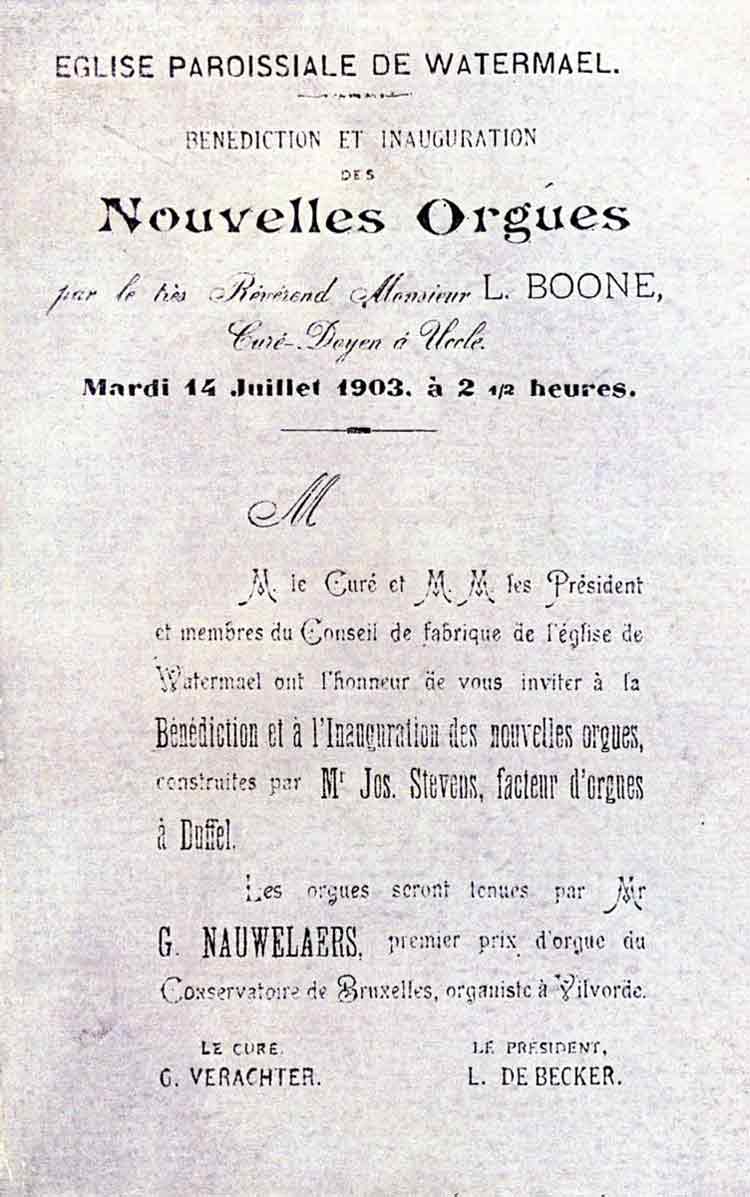 EGLISE PAROISSIALE DE WATERMAEL.
BENEDICTION ET INAUGURATION
DES
Nouvelles Orgues
par le très Révérend Monsieur L. BOONE,
Curé-Doyen à Uccle.
Mardi 14 Juillet 1903. à 2 1/2 heures.
M
M. le Curé et M. M. les Président
et membres du Conseil de fabrique de l'église de
Watermael ont l'honneur de vous inviter à la
Bénédiction et à l'Inauguration des nouvelles orgues,
construites par Mr Jos. Stevens, facteur d'orgues
à Duffel.
Les orgues seront tenues par Mr
G. NAUWELAERS, premier prix d'orgue du
Conservatoire de Bruxelles, organiste à Vilvorde.
LE CURE, LE PRÉSIDENT,
G. VERACHTER. L. DE BECKER.